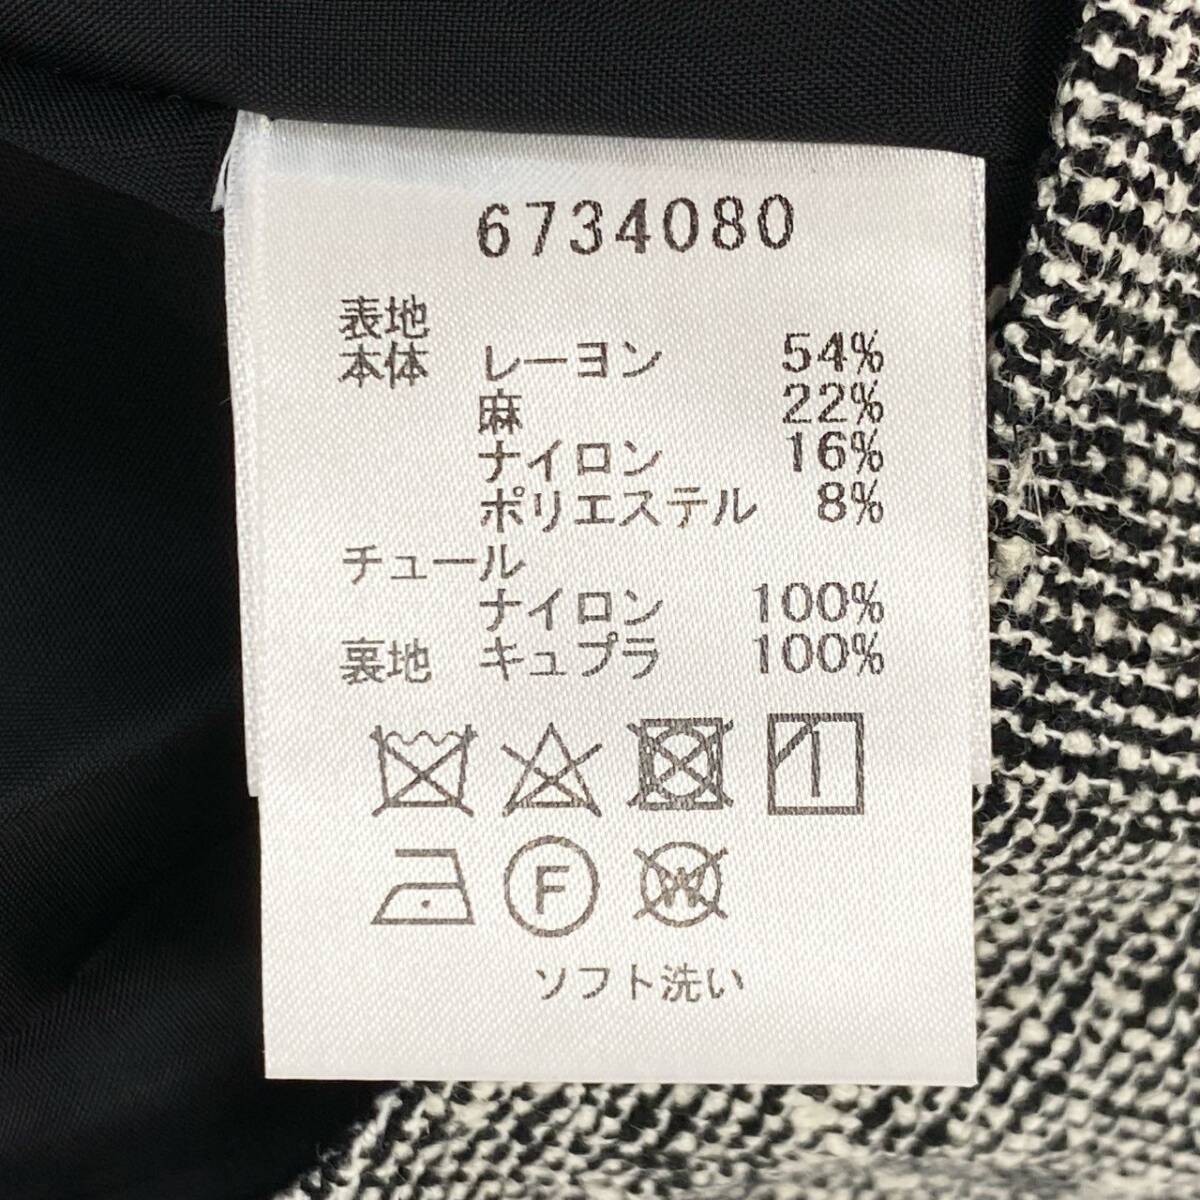 6734080
表地
本体 レーヨン 54%
麻 22%
ナイロン 16%
ポリエステル 8%
チュール
ナイロン 100%
裏地 キュプラ 100%
F W
ソフト洗い